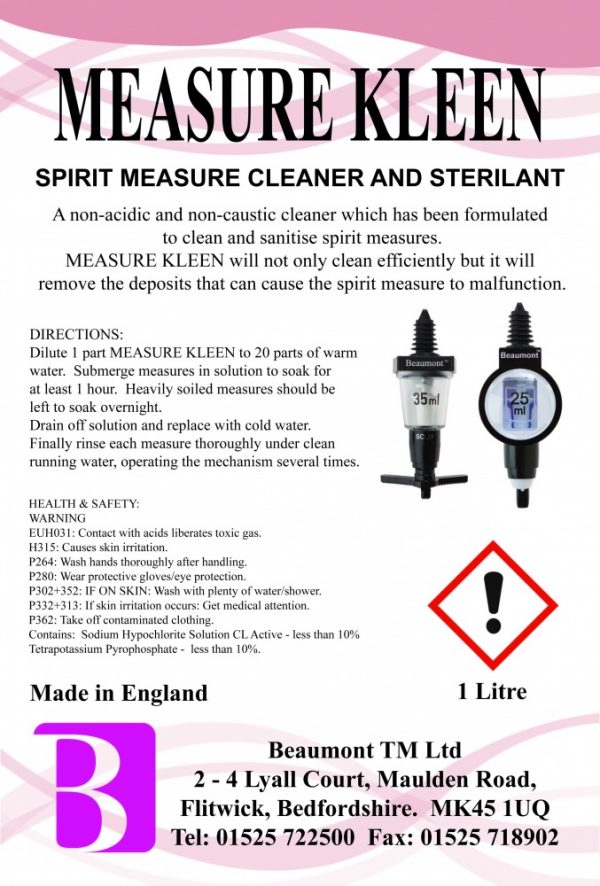 MEASURE KLEEN
SPIRIT MEASURE CLEANER AND STERILANT
A non-acidic and non-caustic cleaner which has been formulated
to clean and sanitise spirit measures.
MEASURE KLEEN will not only clean efficiently but it will
remove the deposits that can cause the spirit measure to malfunction.
DIRECTIONS:
Dilute 1 part MEASURE KLEEN to 20 parts of warm
water.  Submerge measures in solution to soak for
at least 1 hour.  Heavily soiled measures should be
left to soak overnight.
Drain off solution and replace with cold water.
Finally rinse each measure thoroughly under clean
running water, operating the mechanism several times.
Beaumont™
35ml
SOLO
Beaumont™
25
ml
HEALTH & SAFETY:
WARNING
EUH031: Contact with acids liberates toxic gas.
H315: Causes skin irritation.
P264: Wash hands thoroughly after handling.
P280: Wear protective gloves/eye protection.
P302+352: IF ON SKIN: Wash with plenty of water/shower.
P332+313: If skin irritation occurs: Get medical attention.
P362: Take off contaminated clothing.
Contains:  Sodium Hypochlorite Solution CL Active - less than 10%
Tetrapotassium Pyrophosphate -  less than 10%.
Made in England
1 Litre
B
Beaumont TM Ltd
2 - 4 Lyall Court, Maulden Road,
Flitwick, Bedfordshire.  MK45 1UQ
Tel: 01525 722500  Fax: 01525 718902